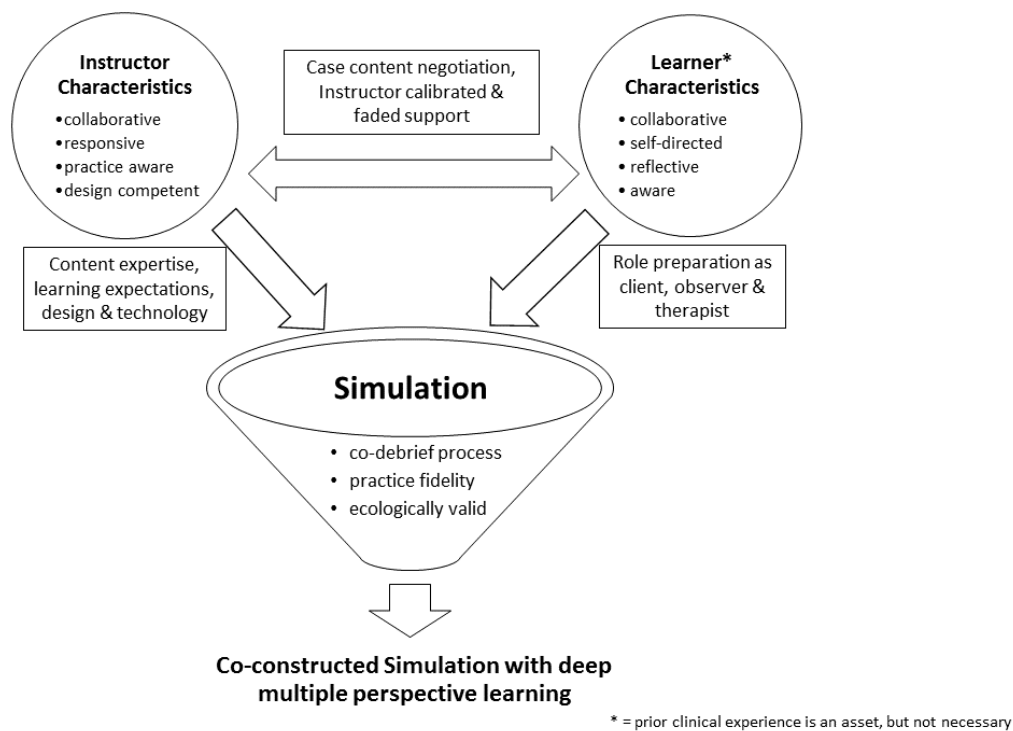 Instructor
Characteristics
•collaborative
•responsive
•practice aware
•design competent
Case content negotiation,
Instructor calibrated &
faded support
Learner*
Characteristics
• collaborative
• self-directed
• reflective
• aware
Content expertise,
learning expectations,
design & technology
Role preparation as
client, observer &
therapist
Simulation
• co-debrief process
• practice fidelity
• ecologically valid
Co-constructed Simulation with deep
multiple perspective learning
* = prior clinical experience is an asset, but not necessary